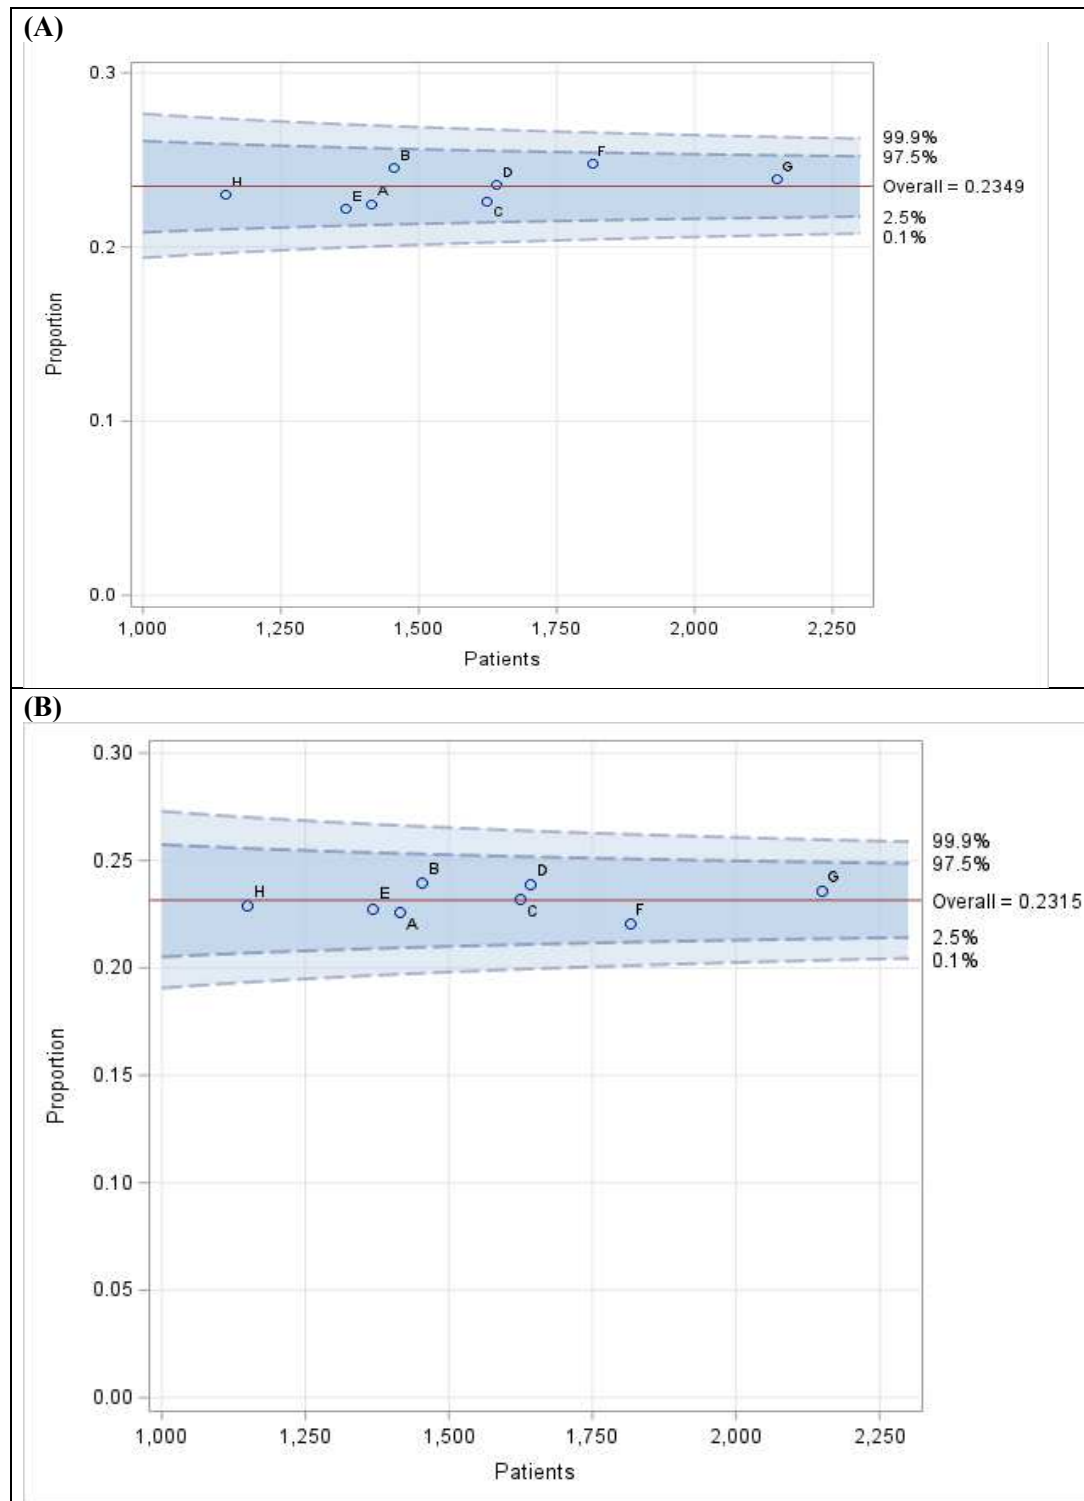 (A)
0.3
0.2
0.1
0.0
Proportion
99.9%
97.5%
Overall = 0.2349
2.5%
0.1%
H
E
A
B
D
C
F
G
1,000 1,250 1,500 1,750 2,000 2,250
Patients
(B)
0.30
0.25
0.20
0.15
0.10
0.05
0.00
Proportion
99.9%
97.5%
Overall = 0.2315
2.5%
0.1%
H
E
A
B
D
C
F
G
1,000 1,250 1,500 1,750 2,000 2,250
Patients